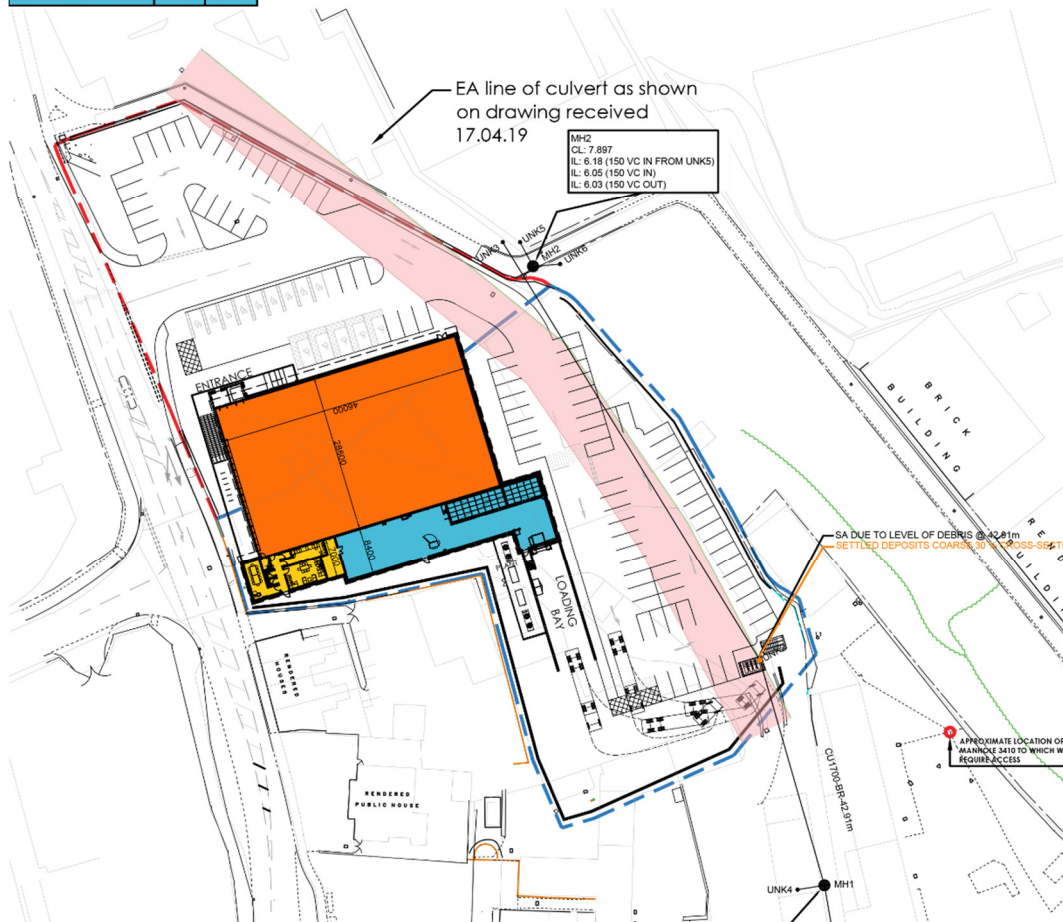 EA line of culvert as shown
on drawing received
17.04.19
MH2
CL: 7.897
IL: 6.18 (150 VC IN FROM UNK5)
IL: 6.05 (150 VC IN)
IL: 6.03 (150 VC OUT)
UNK3
UNK5
MH2
UNK6
BRICK
BUILDING
ENTRANCE
46000
28600
8400
7000
LOADING
BAY
SA DUE TO LEVEL OF DEBRIS @ 42.91m
SETTLED DEPOSITS COARSE 30
RENDERED
HOUSED
RENDERED
PUBLIC HOUSE
APPROXIMATE LOCATION OF
MANHOLE 3410 TO WHICH W
REQUIRE ACCESS
CU1700-BR-42.91m
UNK4
MH1